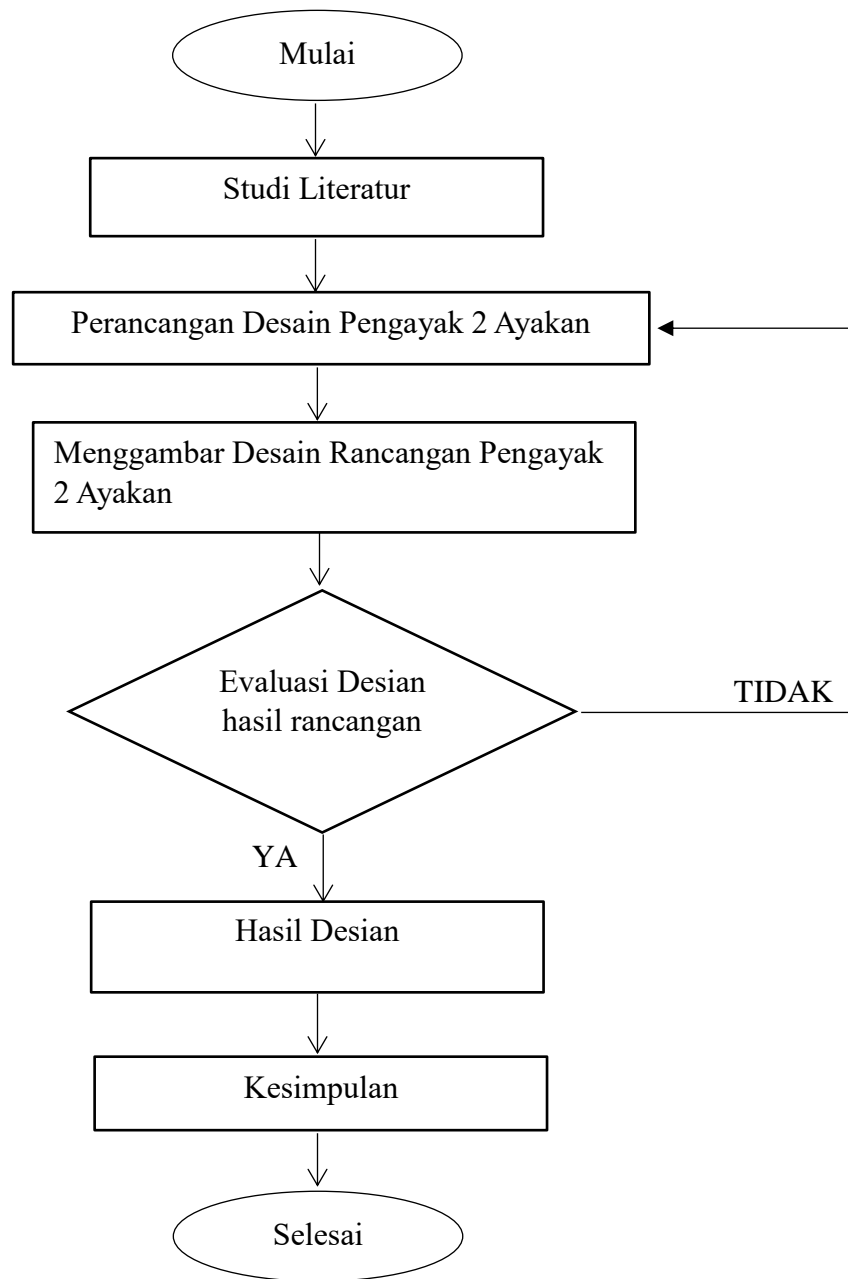 Mulai
Studi Literatur
Perancangan Desain Pengayak 2 Ayakan
Menggambar Desain Rancangan Pengayak
2 Ayakan
Evaluasi Desian
hasil rancangan
TIDAK
YA
Hasil Desian
Kesimpulan
Selesai